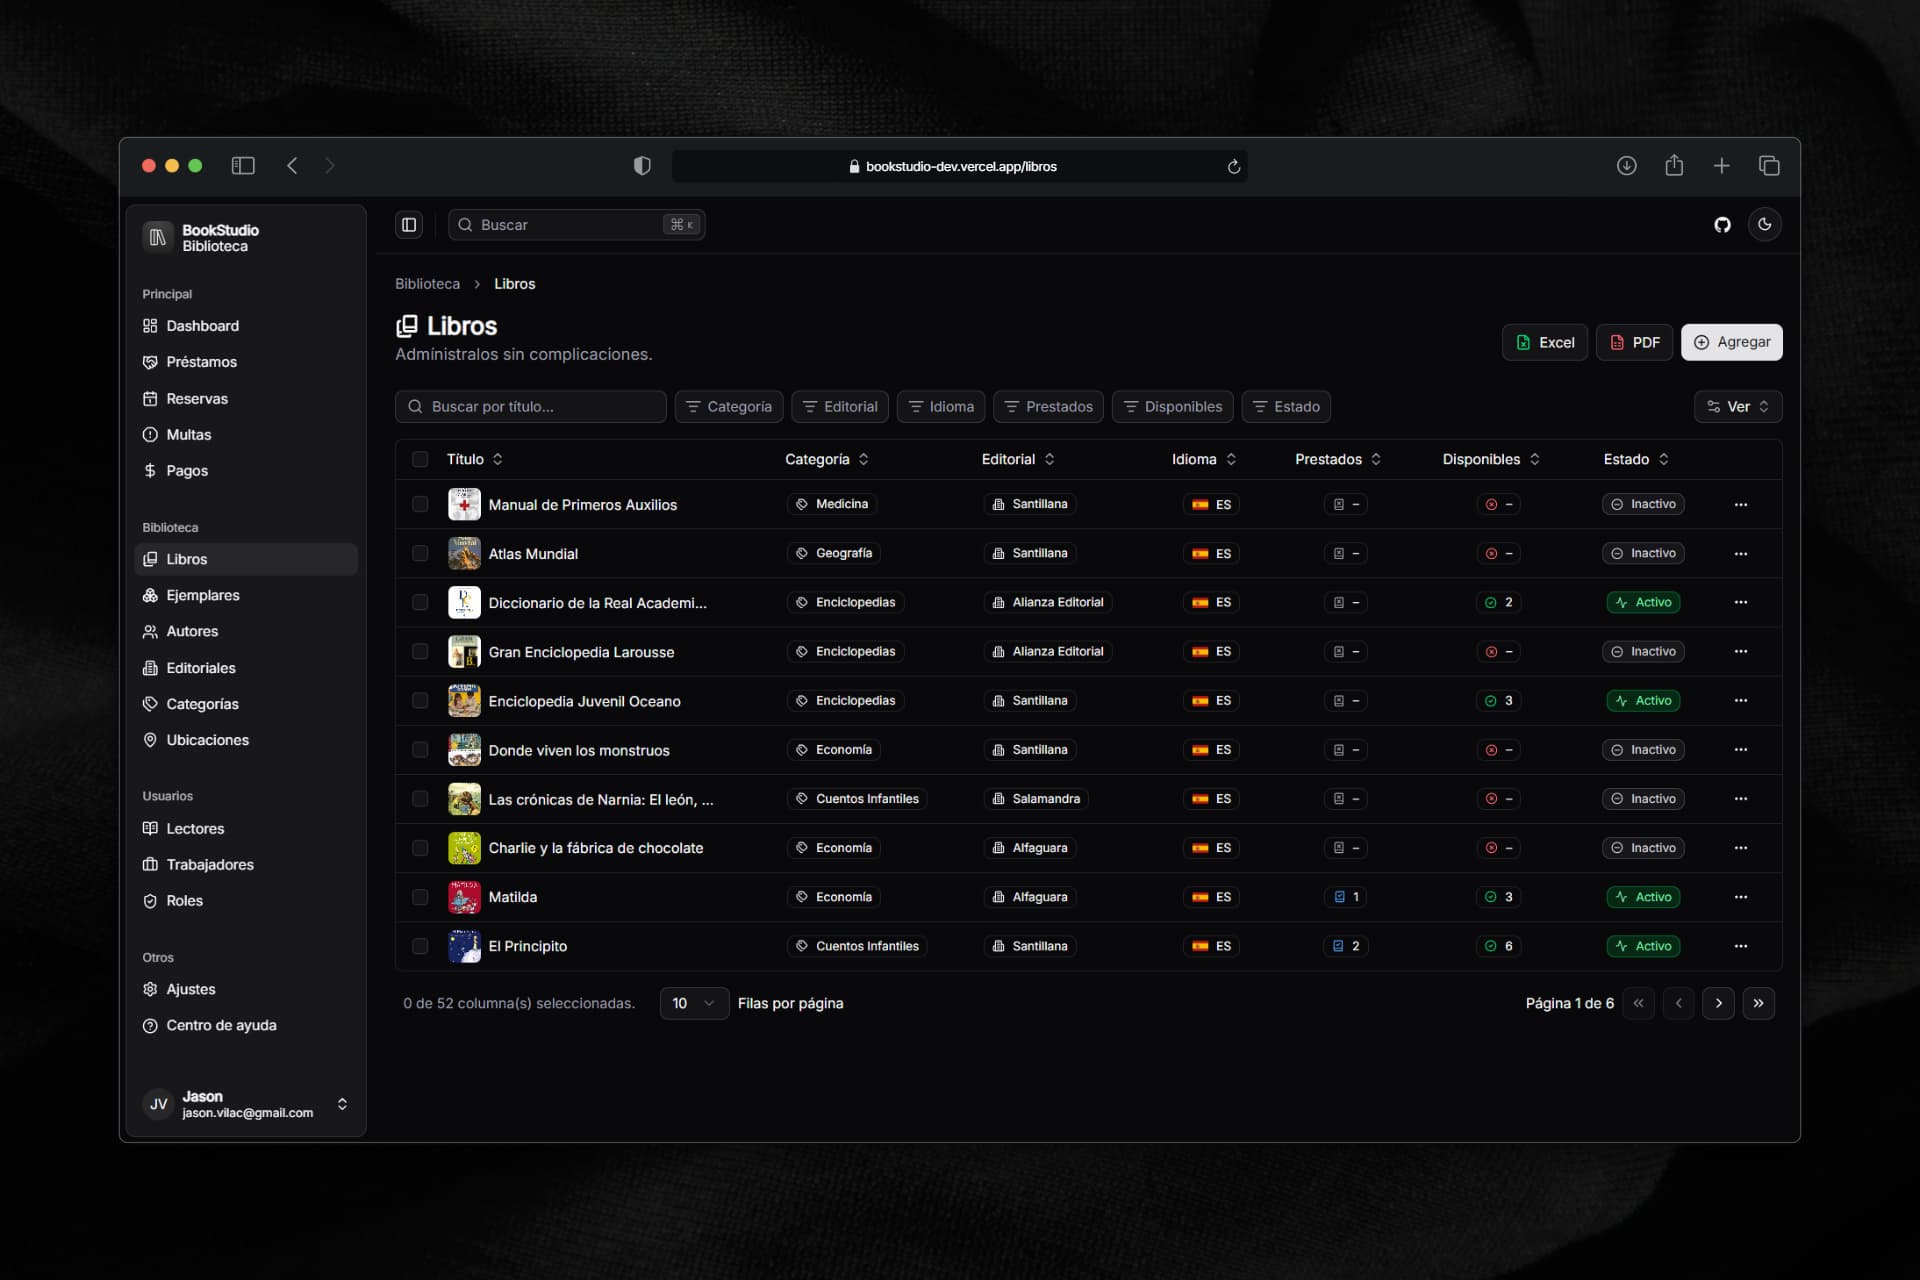 bookstudio-dev.vercel.app/libros
BookStudio
Biblioteca
Principal
Dashboard
Préstamos
Reservas
Multas
Pagos
Biblioteca
Libros
Ejemplares
Autores
Editoriales
Categorías
Ubicaciones
Usuarios
Lectores
Trabajadores
Roles
Otros
Ajustes
Centro de ayuda
JV
Jason
jason.vilac@gmail.com
Buscar ⌘ K
Biblioteca > Libros
Libros
Adminístralos sin complicaciones.
Excel PDF Agregar
Buscar por título... Categoría Editorial Idioma Prestados Disponibles Estado Ver
Título Categoría Editorial Idioma Prestados Disponibles Estado
Manual de Primeros Auxilios Medicina Santillana ES – – Inactivo
Atlas Mundial Geografía Santillana ES – – Inactivo
Diccionario de la Real Academi... Enciclopedias Alianza Editorial ES – 2 Activo
Gran Enciclopedia Larousse Enciclopedias Alianza Editorial ES – – Inactivo
Enciclopedia Juvenil Oceano Enciclopedias Santillana ES – 3 Activo
Donde viven los monstruos Economía Santillana ES – – Inactivo
Las crónicas de Narnia: El león, ... Cuentos Infantiles Salamandra ES – – Inactivo
Charlie y la fábrica de chocolate Economía Alfaguara ES – – Inactivo
Matilda Economía Alfaguara ES 1 3 Activo
El Principito Cuentos Infantiles Santillana ES 2 6 Activo
0 de 52 columna(s) seleccionadas. 10 Filas por página Página 1 de 6